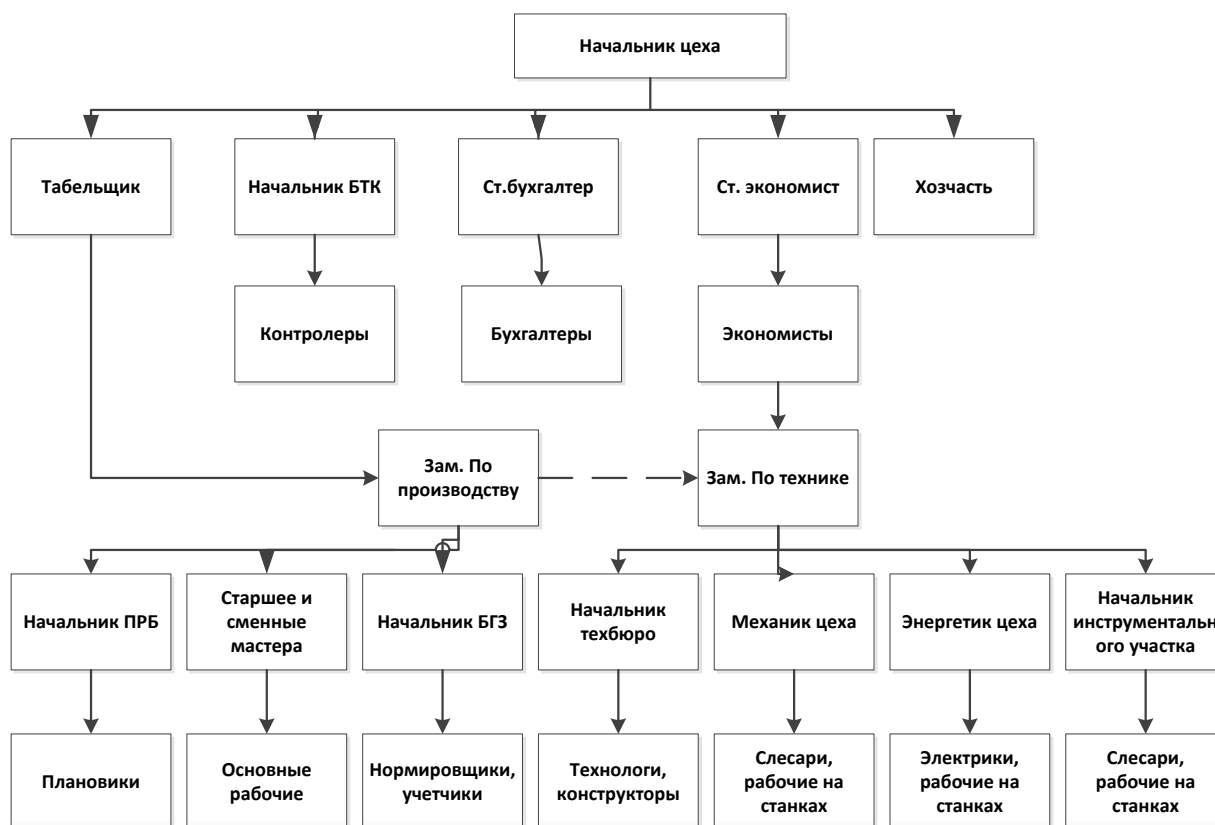 Начальник цеха
Табельщик
Начальник БТК
Ст.бухгалтер
Ст. экономист
Хозчасть
Контролеры
Бухгалтеры
Экономисты
Зам. По
производству
Зам. По технике
Начальник ПРБ
Старшее и
сменные
мастера
Начальник БГЗ
Начальник
техбюро
Механик цеха
Энергетик цеха
Начальник
инструментальн
ого участка
Плановики
Основные
рабочие
Нормировщики,
учетчики
Технологи,
конструкторы
Слесари,
рабочие на
станках
Электрики,
рабочие на
станках
Слесари,
рабочие на
станках